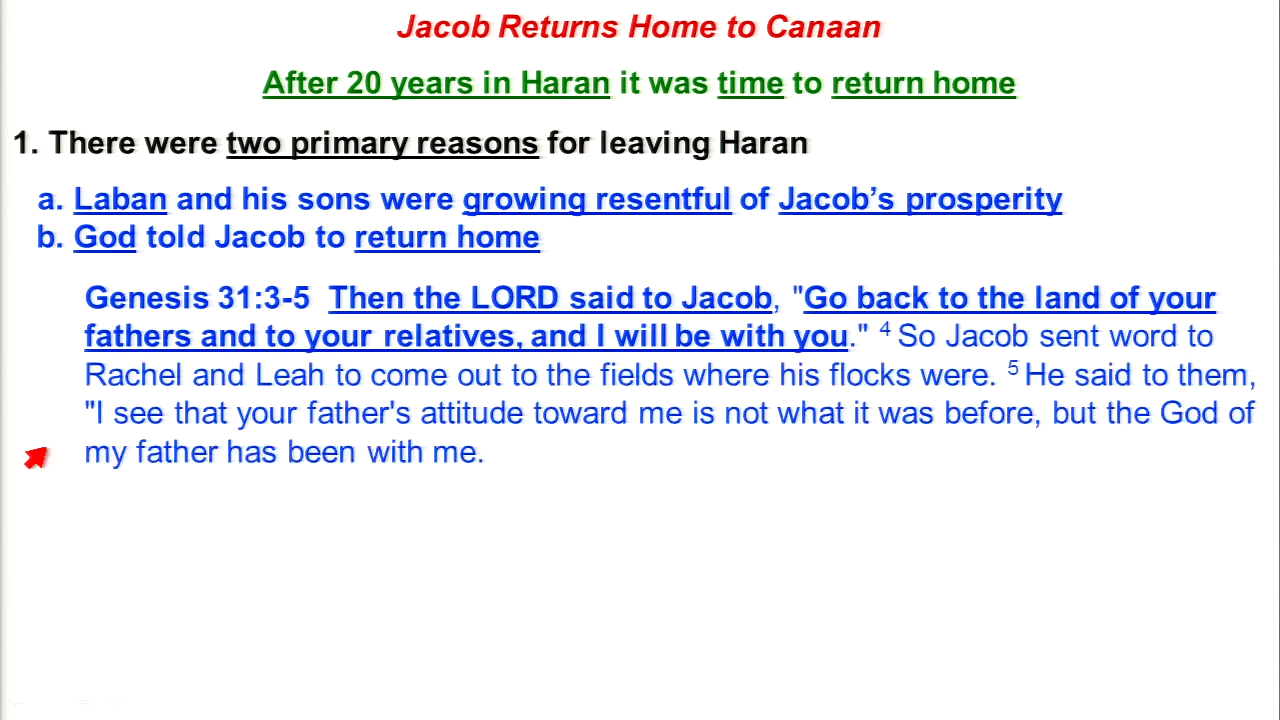 Jacob Returns Home to Canaan
After 20 years in Haran it was time to return home
1. There were two primary reasons for leaving Haran
a. Laban and his sons were growing resentful of Jacob’s prosperity
b. God told Jacob to return home
Genesis 31:3-5  Then the LORD said to Jacob, "Go back to the land of your
fathers and to your relatives, and I will be with you." 4 So Jacob sent word to
Rachel and Leah to come out to the fields where his flocks were. 5 He said to them,
"I see that your father's attitude toward me is not what it was before, but the God of
my father has been with me.